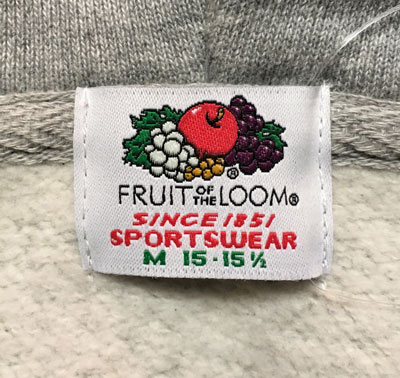 FRUIT OF THE LOOM®
SINCE 1851
SPORTSWEAR
M 15-15½